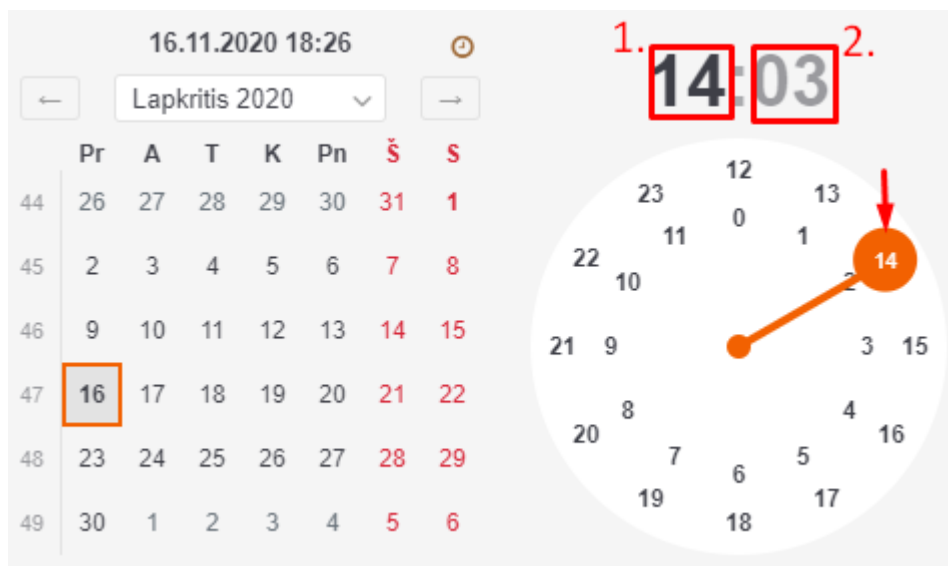 16.11.2020 18:26
Lapkritis 2020
Pr A T K Pn Š S
44 26 27 28 29 30 31 1
45 2 3 4 5 6 7 8
46 9 10 11 12 13 14 15
47 16 17 18 19 20 21 22
48 23 24 25 26 27 28 29
49 30 1 2 3 4 5 6
1. 14:03 2.
12
23 13
0
11 1
22 14
10 2
21 9 3 15
8 4
20 16
7 5
6
19 17
18